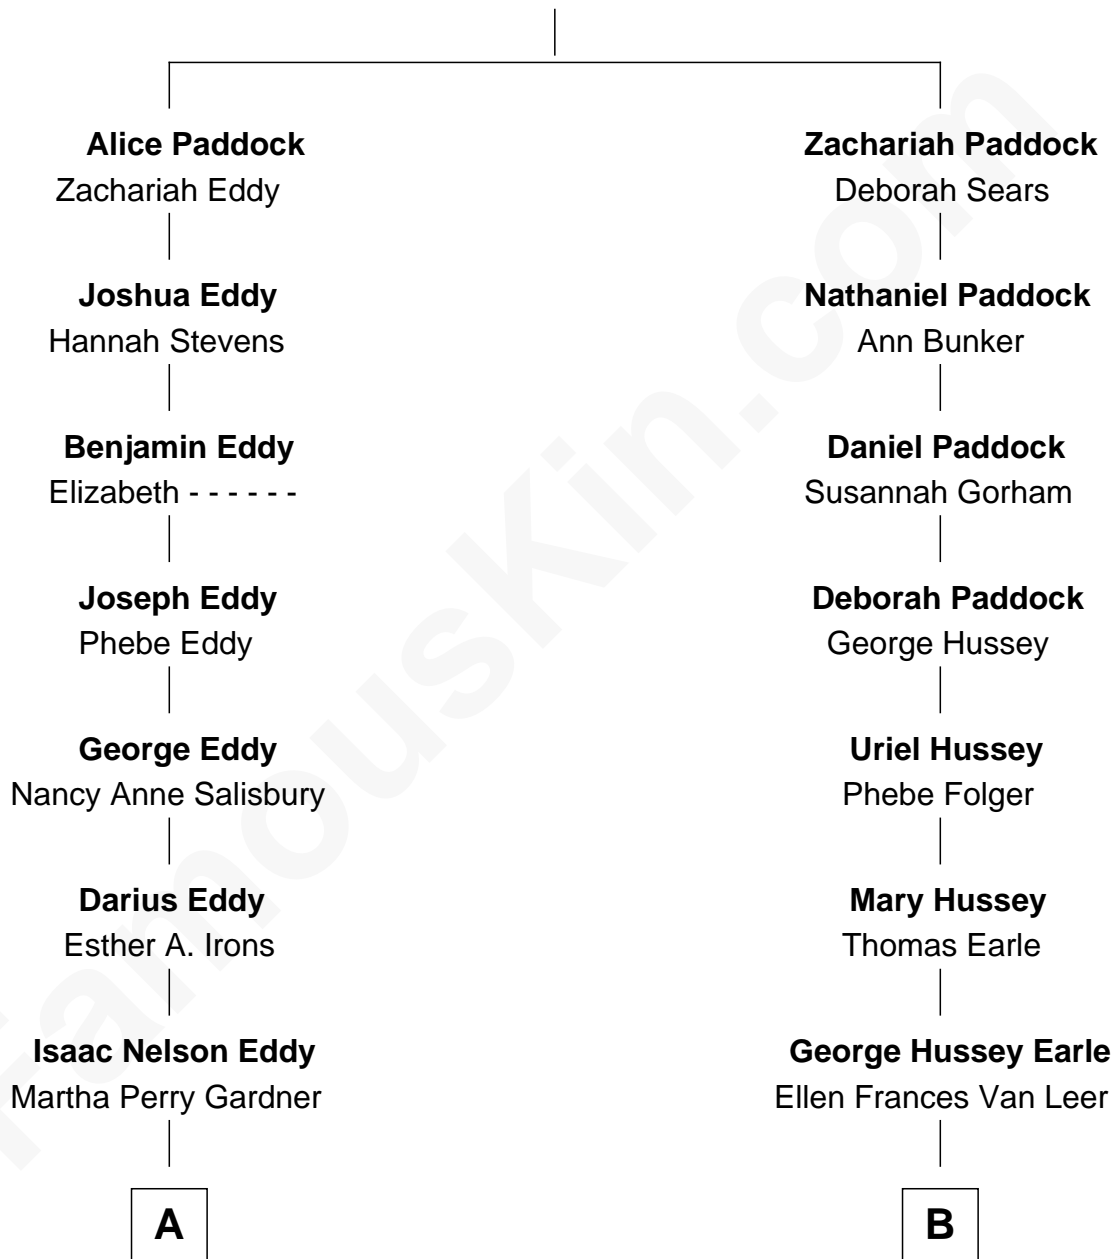 Alice Paddock
Zachariah Eddy
Zachariah Paddock
Deborah Sears
Joshua Eddy
Hannah Stevens
Nathaniel Paddock
Ann Bunker
Benjamin Eddy
Elizabeth - - - - - -
Daniel Paddock
Susannah Gorham
Joseph Eddy
Phebe Eddy
Deborah Paddock
George Hussey
George Eddy
Nancy Anne Salisbury
Uriel Hussey
Phebe Folger
Darius Eddy
Esther A. Irons
Mary Hussey
Thomas Earle
Isaac Nelson Eddy
Martha Perry Gardner
George Hussey Earle
Ellen Frances Van Leer
A
B
FamousKin.com